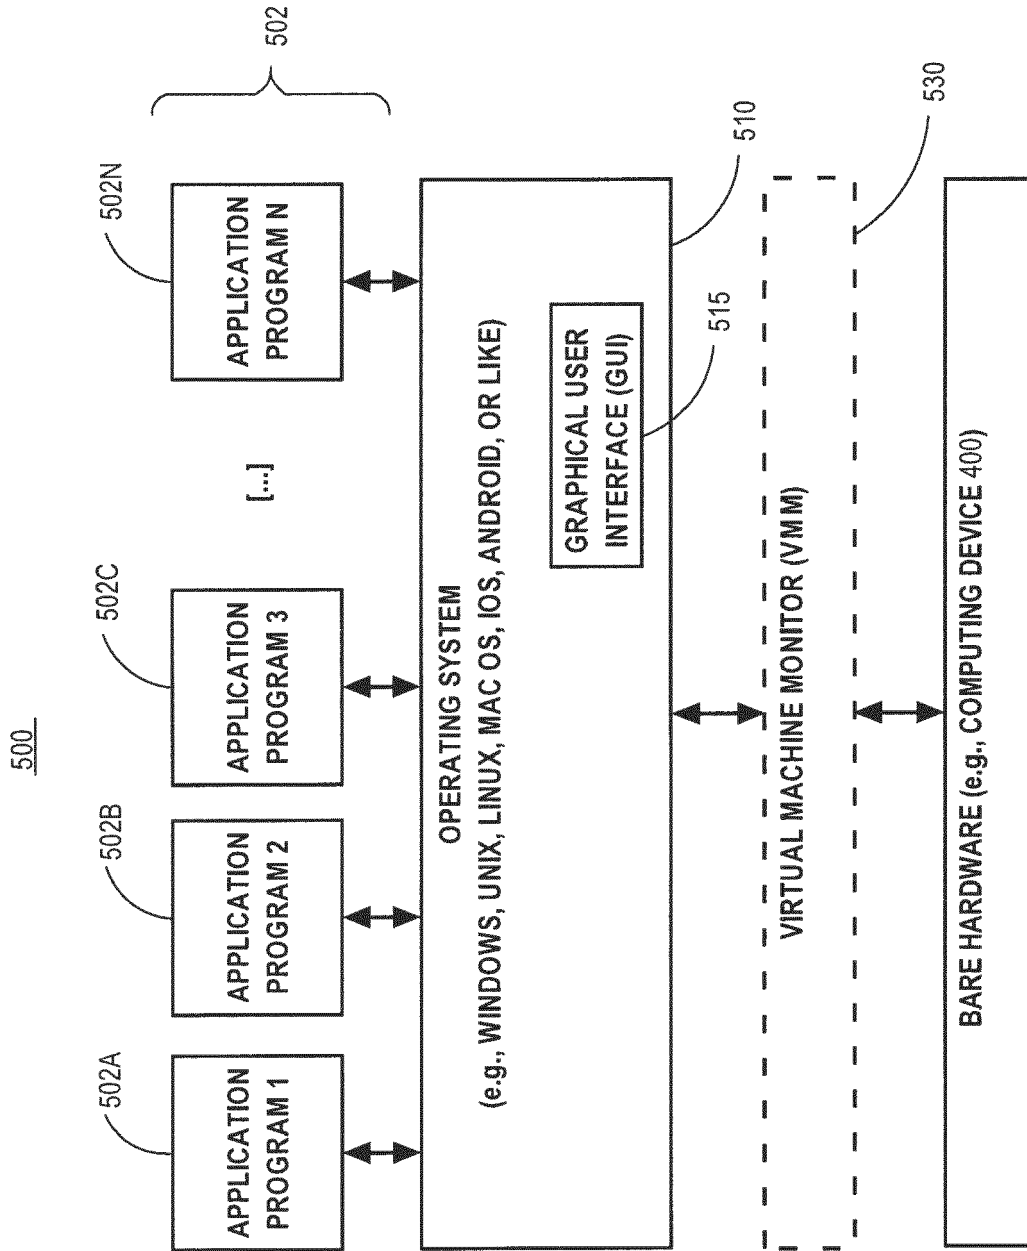 500
502
502A
502B
502C
502N
APPLICATION
PROGRAM 1
APPLICATION
PROGRAM 2
APPLICATION
PROGRAM 3
[...]
APPLICATION
PROGRAM N
OPERATING SYSTEM
(e.g., WINDOWS, UNIX, LINUX, MAC OS, IOS, ANDROID, OR LIKE)
GRAPHICAL USER
INTERFACE (GUI)
510
515
VIRTUAL MACHINE MONITOR (VMM)
530
BARE HARDWARE (e.g., COMPUTING DEVICE 400)